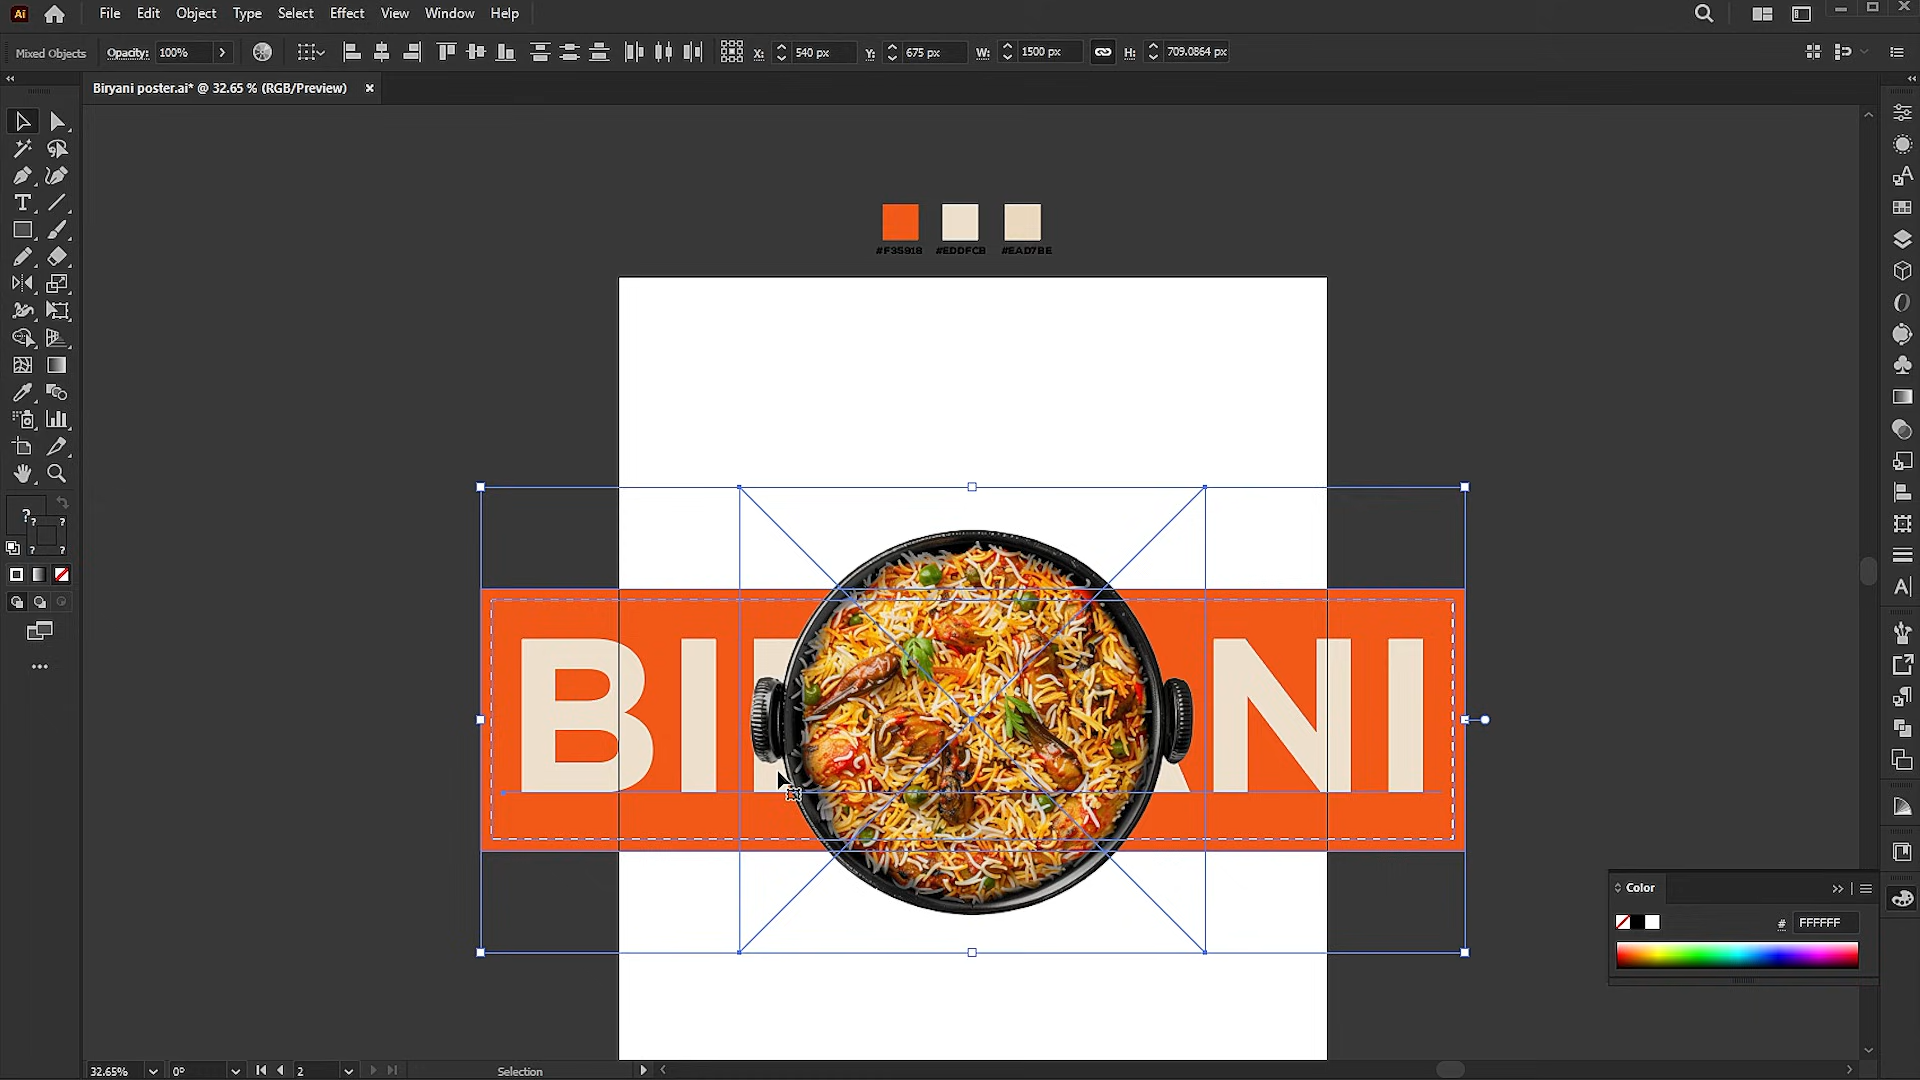 Ai File Edit Object Type Select Effect View Window Help
Mixed Objects Opacity: 100% X: 540 px Y: 675 px W: 1500 px H: 709.0864 px
Biryani poster.ai* @ 32.65 % (RGB/Preview)
#F35918 #EDDFCB #EAD7BE
BI ANI
Color
# FFFFFF
32.65% 0° 2 Selection